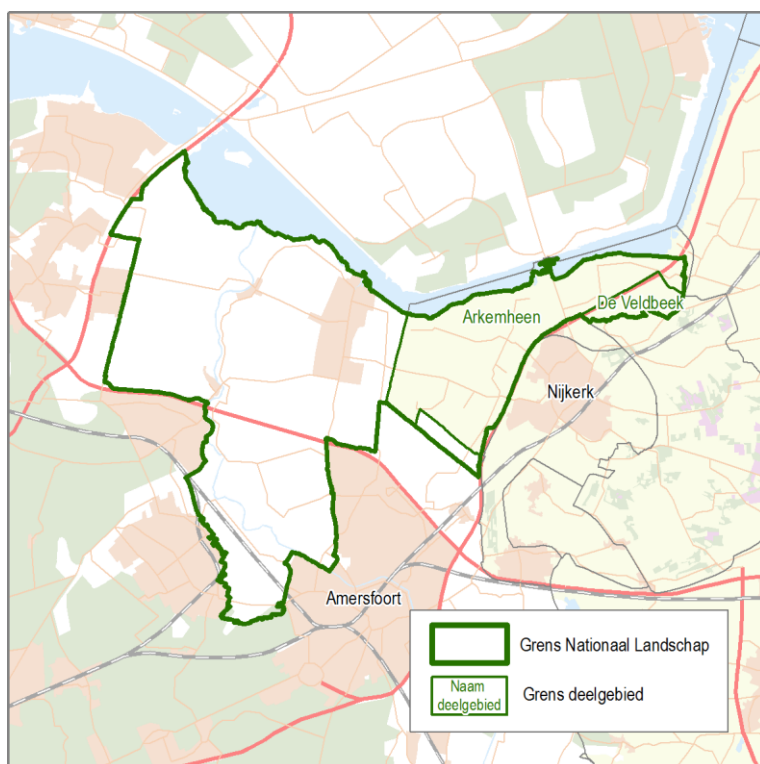 De Veldbeek
Arkemheen
Nijkerk
Amersfoort
Grens Nationaal Landschap
Naam
deelgebied
Grens deelgebied